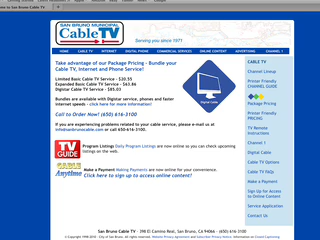 SAN BRUNO MUNICIPAL
Cable TV
Serving you since 1971
HOME
CABLE TV
INTERNET
DIGITAL PHONE
COMMERCIAL SERVICES
ONLINE CONTENT
ADVERTISING
CHANNEL 1
Take advantage of our Package Pricing - Bundle your
Cable TV, Internet and Phone Service!
Limited Basic Cable TV Service - $20.55
Expanded Basic Cable TV Service - $63.86
Digistar Cable TV Service - $85.03
Bundles are available with Digistar service, phones and faster
internet speeds - click here for more information!
Call to Order Now! (650) 616-3100
If you are experiencing problems related to your cable service, please e-mail us at
info@sanbrunocable.com or call 650-616-3100.
Digital Cable
TV
GUIDE
Program Listings Daily Program Listings are now online so you can check upcoming
listings on the web.
CABLE
Anytime
Make a Payment Making Payments are now online for your convenience.
Click here to sign up to access online content!
CABLE TV
Channel Lineup
Printer Friendly
CHANNEL GUIDE
Package Pricing
Printer Friendly
PRICING
TV Remote
Instructions
Channel 1
Digital Cable
Cable TV Options
Cable TV FAQs
Make a Payment
Sign Up for Access
to Online Content
Service Application
Contact Us
San Bruno Cable TV - 398 El Camino Real, San Bruno, CA 94066 - (650) 616-3100